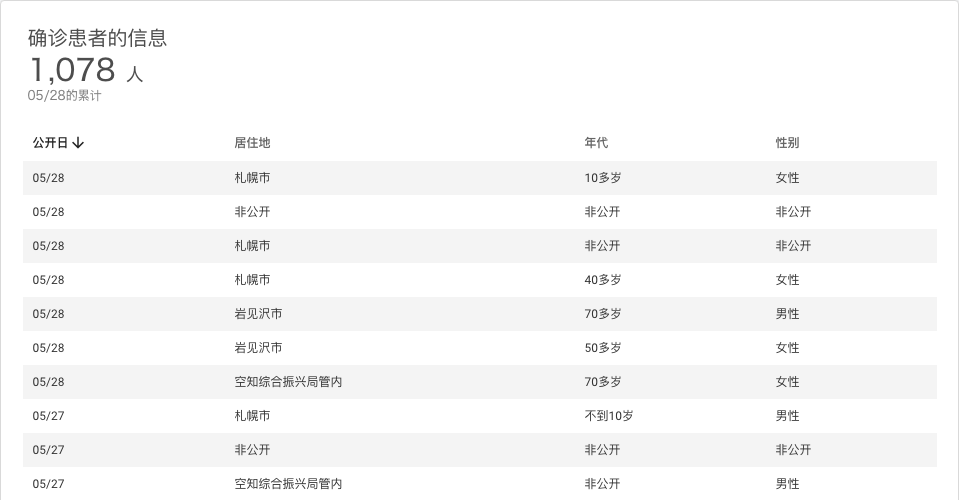 确诊患者的信息
1,078 人
05/28的累计
公开日 居住地 年代 性别
05/28 札幌市 10多岁 女性
05/28 非公开 非公开 非公开
05/28 札幌市 非公开 非公开
05/28 札幌市 40多岁 女性
05/28 岩见沢市 70多岁 男性
05/28 岩见沢市 50多岁 女性
05/28 空知综合振兴局管内 70多岁 女性
05/27 札幌市 不到10岁 男性
05/27 非公开 非公开 非公开
05/27 空知综合振兴局管内 非公开 男性